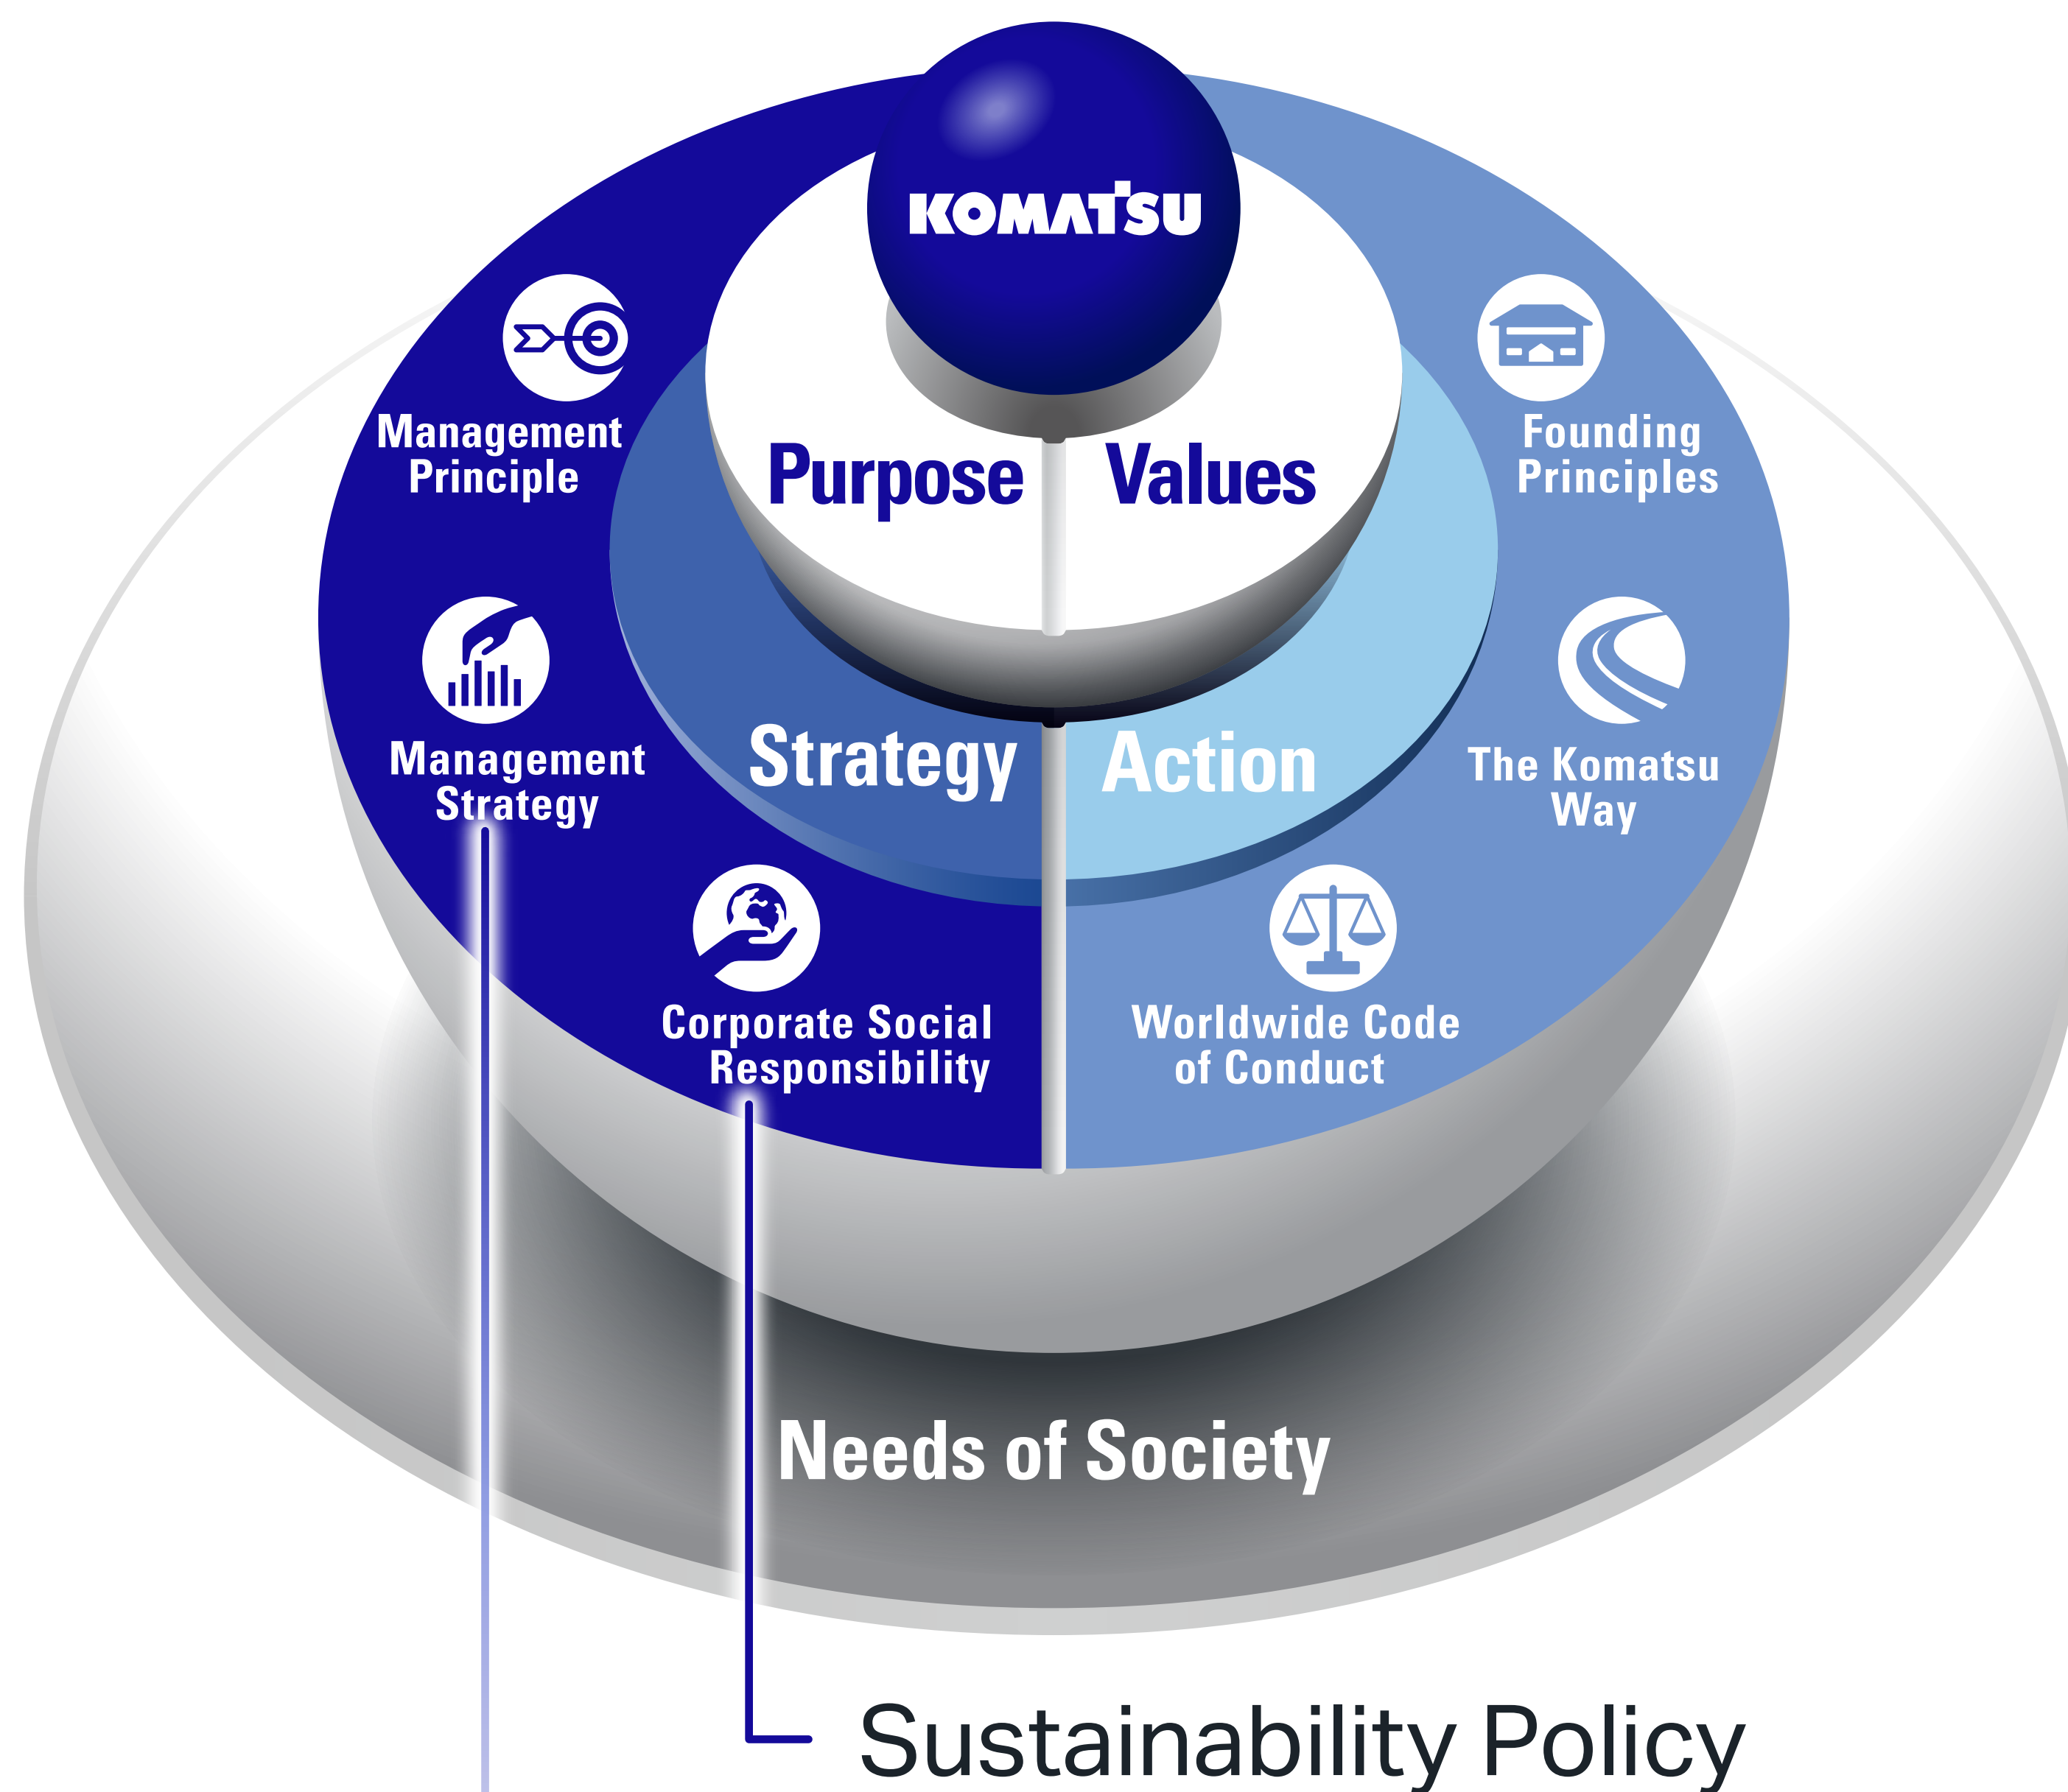 KOMATSU
Purpose
Values
Strategy
Action
Management
Principle
Management
Strategy
Corporate Social
Responsibility
Founding
Principles
The Komatsu
Way
Worldwide Code
of Conduct
Needs of Society
Sustainability Policy